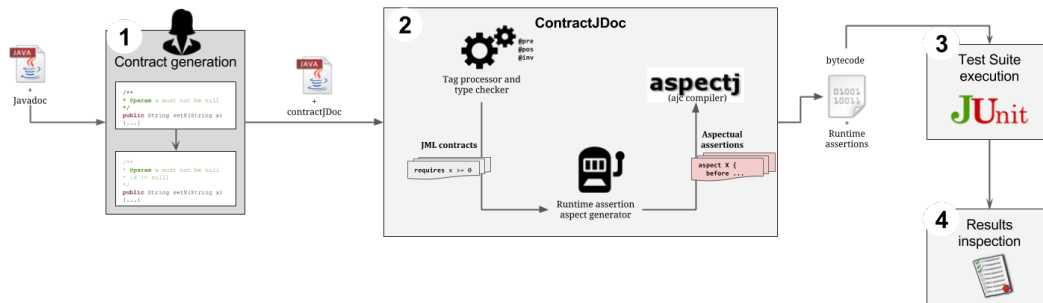 JAVA
+
Javadoc
1
Contract generation
/**
* @param x must not be null
*/
public String setX(String x)
{...}
/**
* @param x must not be null
* [x != null]
*/
public String setX(String x)
{...}
JAVA
+
contractJDoc
2
ContractJDoc
@pre
@pos
@inv
Tag processor and
type checker
JML contracts
requires x >= 0
Runtime assertion
aspect generator
aspectj
(ajc compiler)
Aspectual
assertions
aspect X {
before ...
bytecode
01001
10011
+
Runtime
assertions
3
Test Suite
execution
JUnit
4
Results
inspection